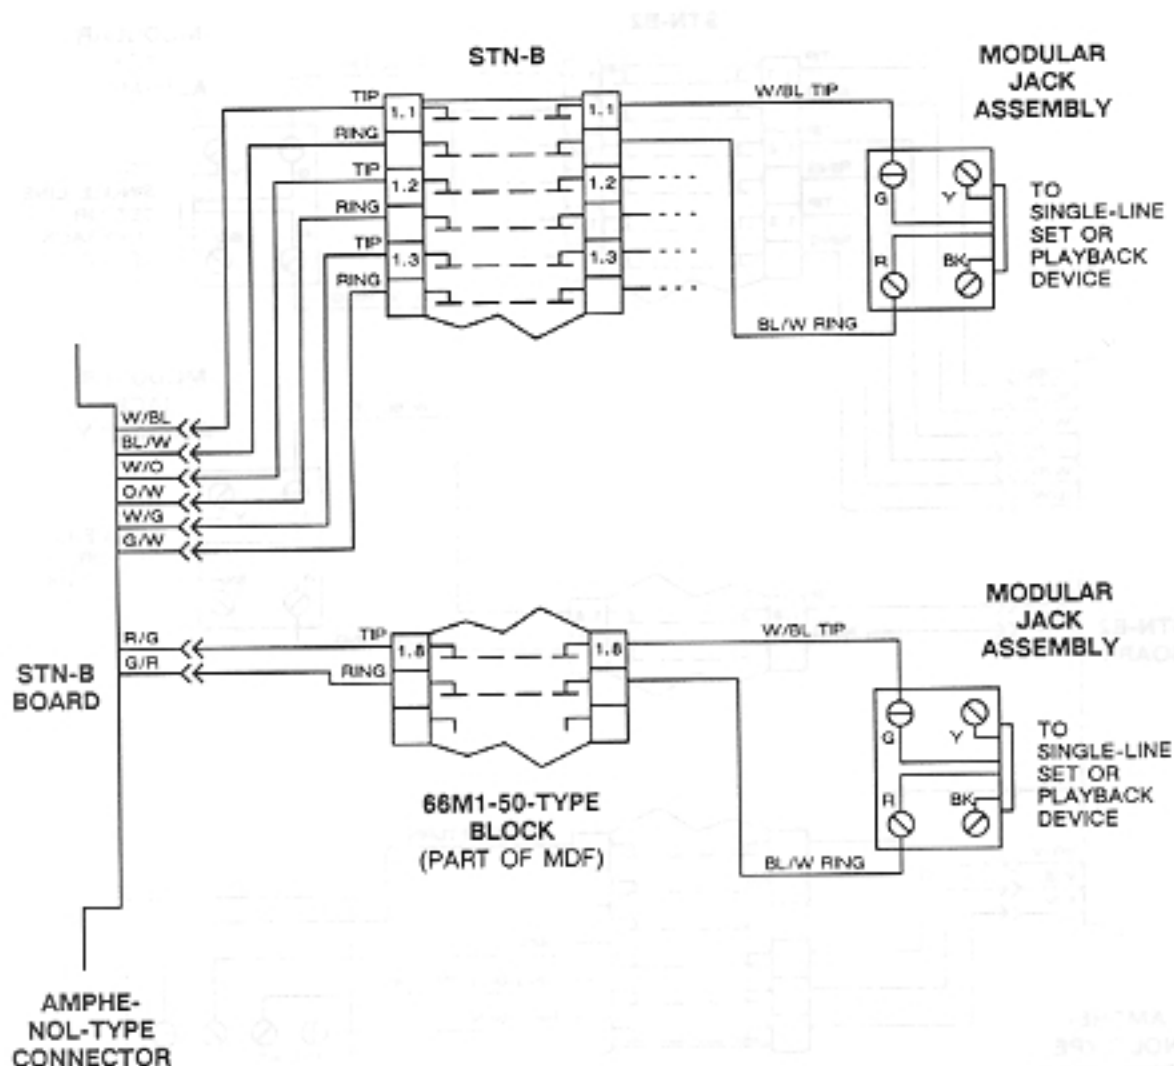 STN-B
MODULAR
JACK
ASSEMBLY
TIP
1.1
1.1
W/BL TIP
RING
TIP
1.2
1.2
RING
TIP
1.3
1.3
RING
G
Y
R
BK
TO
SINGLE-LINE
SET OR
PLAYBACK
DEVICE
BL/W RING
W/BL
BL/W
W/O
O/W
W/G
G/W
R/G
G/R
STN-B
BOARD
TIP
1.8
1.8
W/BL TIP
RING
MODULAR
JACK
ASSEMBLY
G
Y
R
BK
TO
SINGLE-LINE
SET OR
PLAYBACK
DEVICE
BL/W RING
66M1-50-TYPE
BLOCK
(PART OF MDF)
AMPHE-
NOL-TYPE
CONNECTOR